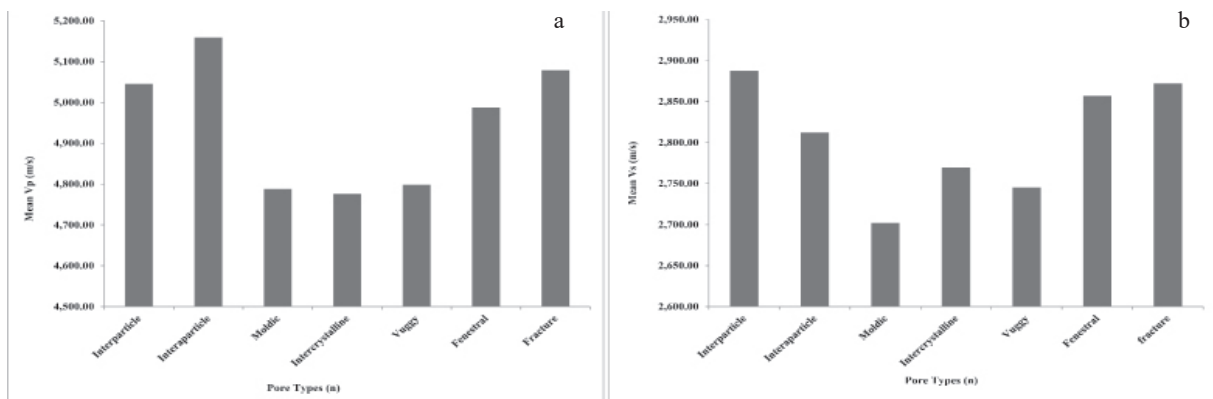 a
5,200.00
5,100.00
5,000.00
4,900.00
4,800.00
4,700.00
4,600.00
4,500.00
Mean Vp (m/s)
Interparticle
Interaparticle
Moldic
Intercrystalline
Vuggy
Fenestral
Fracture
Pore Types (n)
b
2,950.00
2,900.00
2,850.00
2,800.00
2,750.00
2,700.00
2,650.00
2,600.00
Mean Vs (m/s)
Interparticle
Interaparticle
Moldic
Intercrystalline
Vuggy
Fenestral
fracture
Pore Types (n)